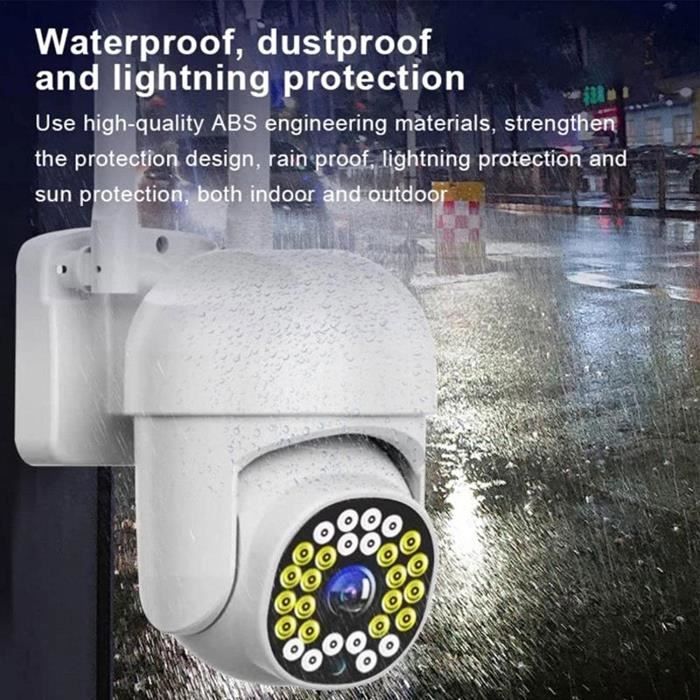 Waterproof, dustproof
and lightning protection
Use high-quality ABS engineering materials, strengthen
the protection design, rain proof, lightning protection and
sun protection, both indoor and outdoor